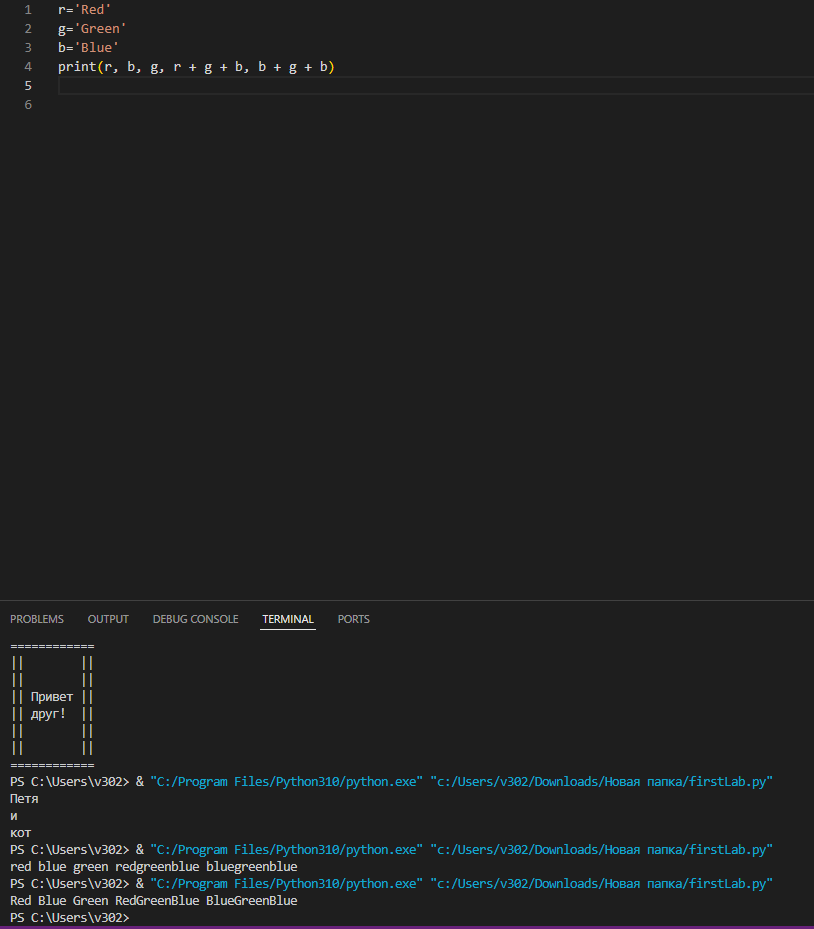 1 r='Red'
2 g='Green'
3 b='Blue'
4 print(r, b, g, r + g + b, b + g + b)
5
6
PROBLEMS OUTPUT DEBUG CONSOLE TERMINAL PORTS
============
||        ||
||        ||
|| Привет ||
|| друг!  ||
||        ||
||        ||
============
PS C:\Users\v302> & "C:/Program Files/Python310/python.exe" "c:/Users/v302/Downloads/Новая папка/firstLab.py"
Петя
и
кот
PS C:\Users\v302> & "C:/Program Files/Python310/python.exe" "c:/Users/v302/Downloads/Новая папка/firstLab.py"
red blue green redgreenblue bluegreenblue
PS C:\Users\v302> & "C:/Program Files/Python310/python.exe" "c:/Users/v302/Downloads/Новая папка/firstLab.py"
Red Blue Green RedGreenBlue BlueGreenBlue
PS C:\Users\v302>